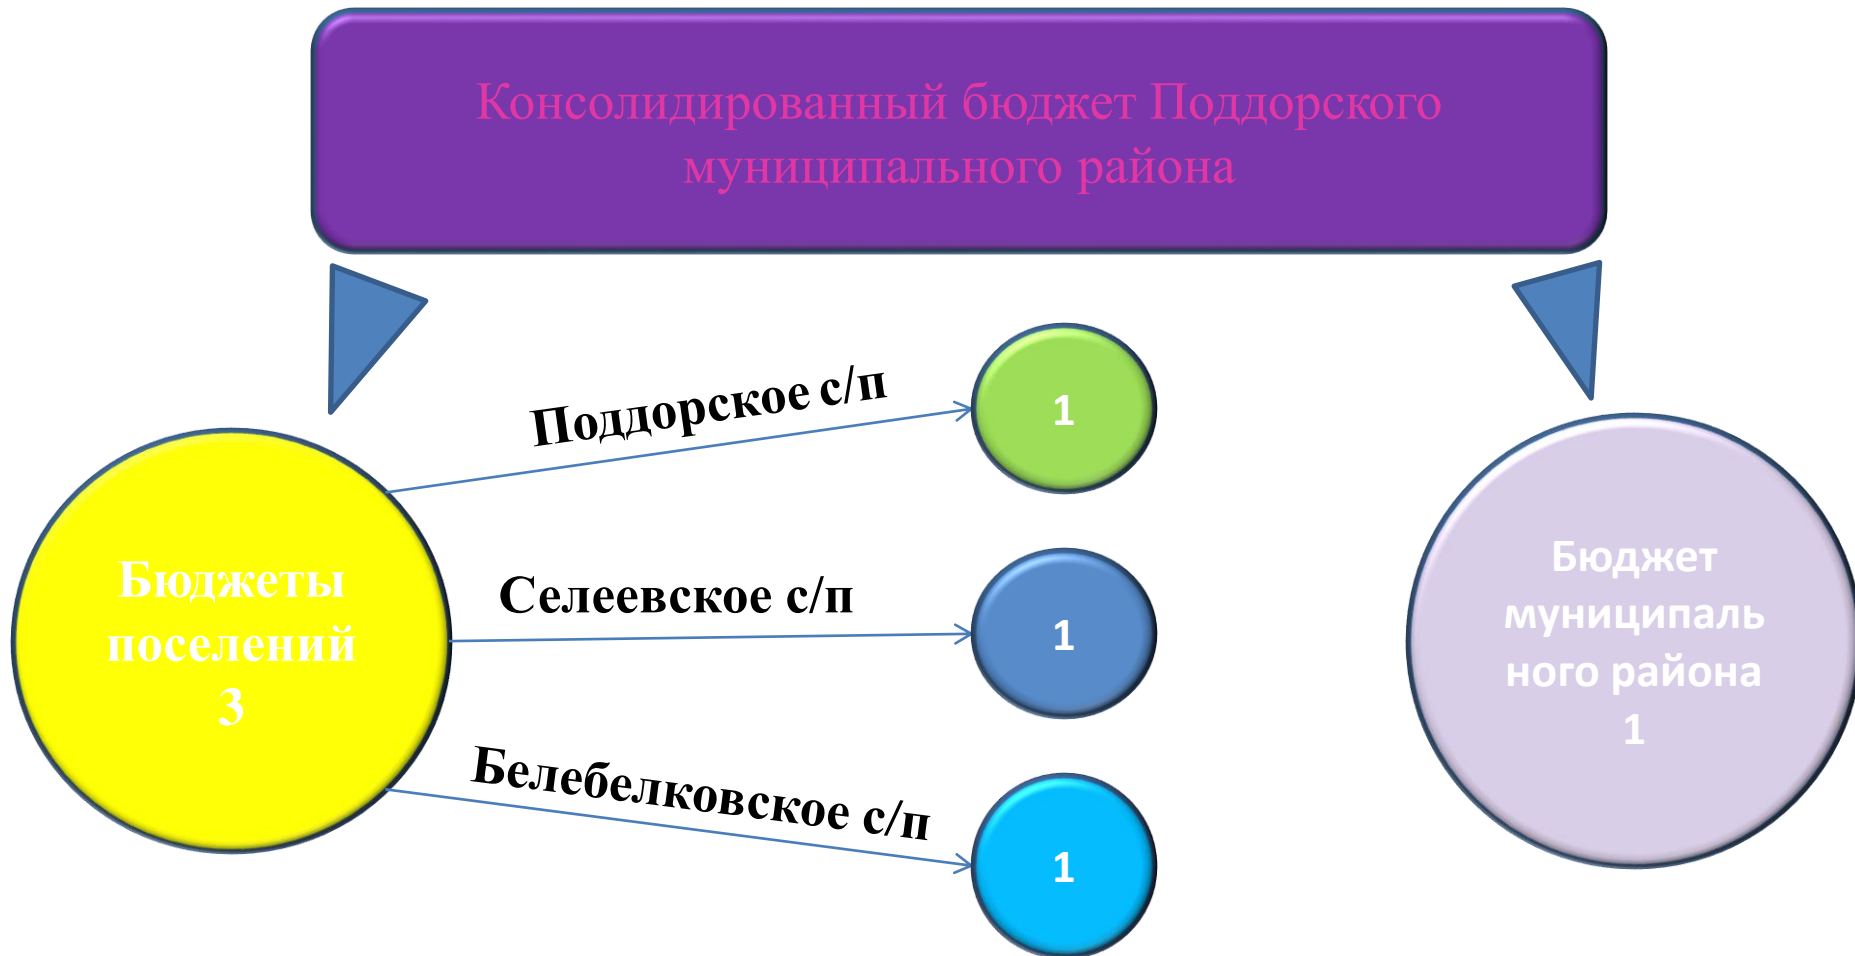 Консолидированный бюджет Поддорского
муниципального района
Поддорское с/п
1
Бюджеты
поселений
3
Селеевское с/п
1
Белебелковское с/п
1
Бюджет
муниципаль
ного района
1